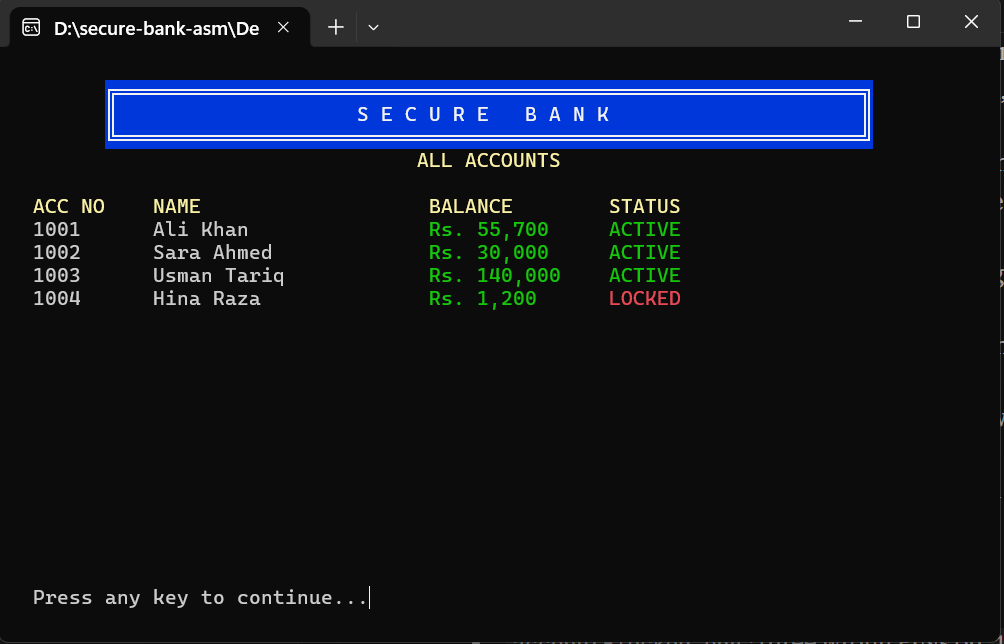 D:\secure-bank-asm\De
S E C U R E   B A N K
ALL ACCOUNTS
ACC NO NAME BALANCE STATUS
1001 Ali Khan Rs. 55,700 ACTIVE
1002 Sara Ahmed Rs. 30,000 ACTIVE
1003 Usman Tariq Rs. 140,000 ACTIVE
1004 Hina Raza Rs. 1,200 LOCKED
Press any key to continue...